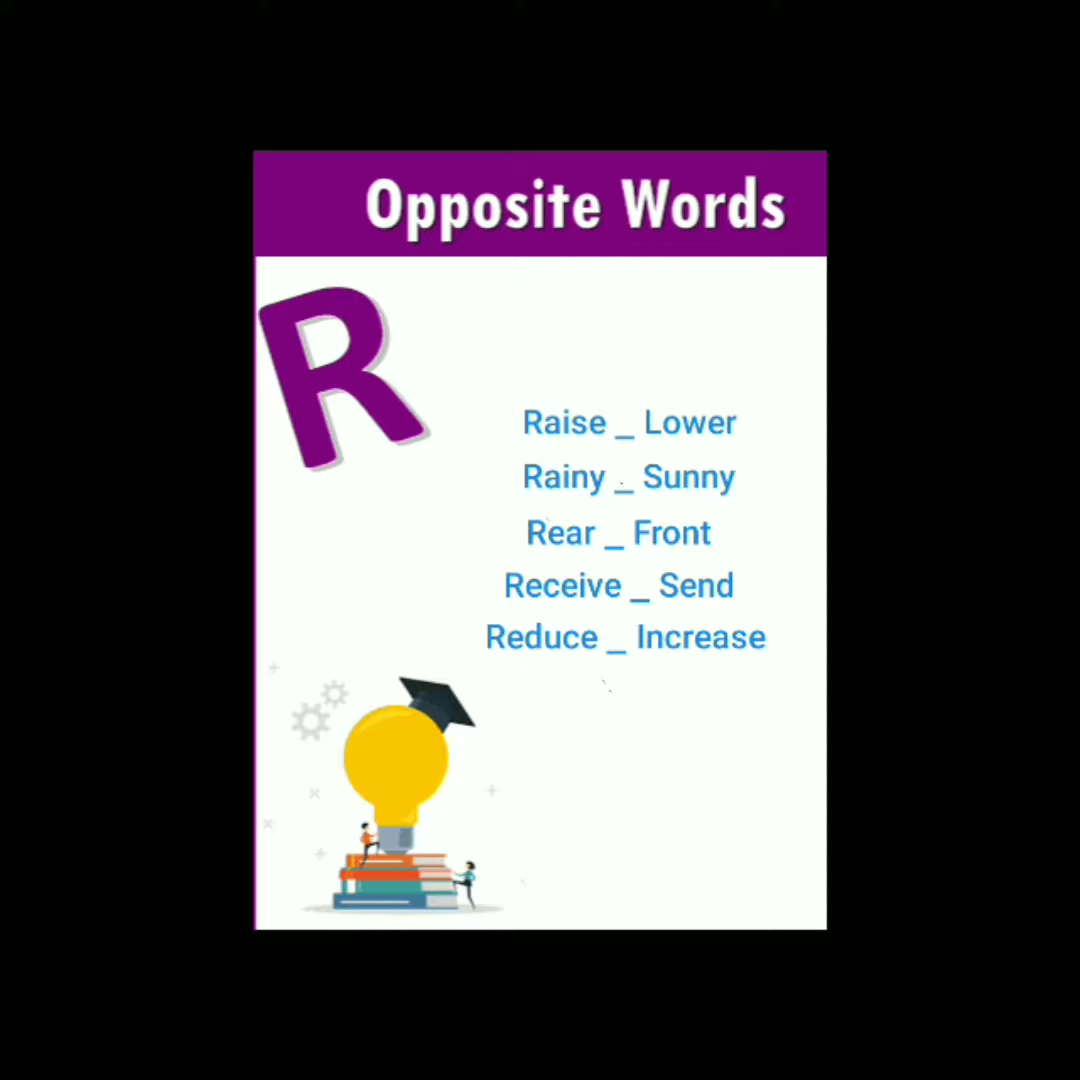 Opposite Words
R
Raise _ Lower
Rainy _ Sunny
Rear _ Front
Receive _ Send
Reduce _ Increase